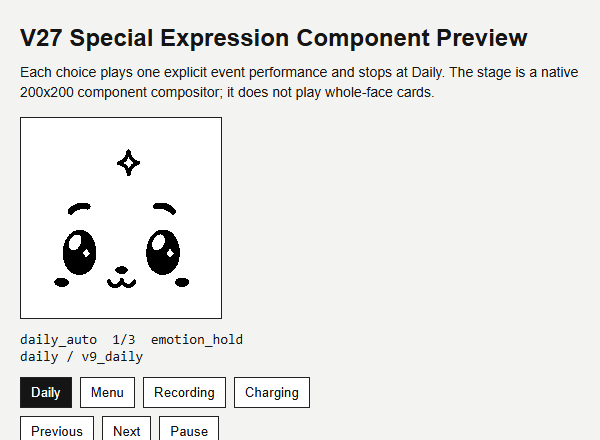 V27 Special Expression Component Preview
Each choice plays one explicit event performance and stops at Daily. The stage is a native
200x200 component compositor; it does not play whole-face cards.
daily_auto  1/3  emotion_hold
daily / v9_daily
Daily Menu Recording Charging
Previous Next Pause